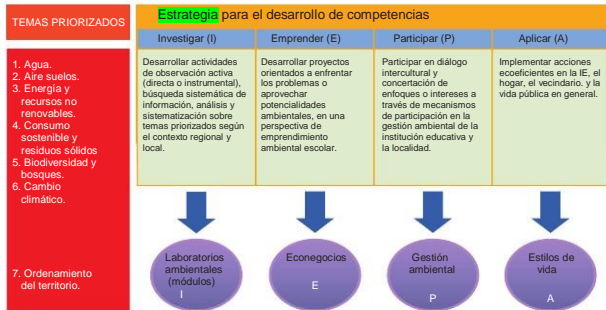 TEMAS PRIORIZADOS
Estrategia para el desarrollo de competencias
Investigar (I)
Emprender (E)
Participar (P)
Aplicar (A)
1. Agua.
2. Aire suelos.
3. Energía y
recursos no
renovables.
4. Consumo
sostenible y
residuos sólidos
5. Biodiversidad y
bosques.
6. Cambio
climático.
7. Ordenamiento
del territorio.
Desarrollar actividades
de observación activa
(directa o instrumental),
búsqueda sistemática de
información, análisis y
sistematización sobre
temas priorizados según
el contexto regional y
local.
Desarrollar proyectos
orientados a enfrentar
los problemas o
aprovechar
potencialidades
ambientales, en una
perspectiva de
emprendimiento
ambiental escolar.
Participar en diálogo
intercultural y
concertación de
enfoques o intereses a
través de mecanismos
de participación en la
gestión ambiental de la
institución educativa y
la localidad.
Implementar acciones
ecoeficientes en la IE, el
hogar, el vecindario. y la
vida pública en general.
Laboratorios
ambientales
(módulos)
I
Econegocios
E
Gestión
ambiental
P
Estilos de
vida
A